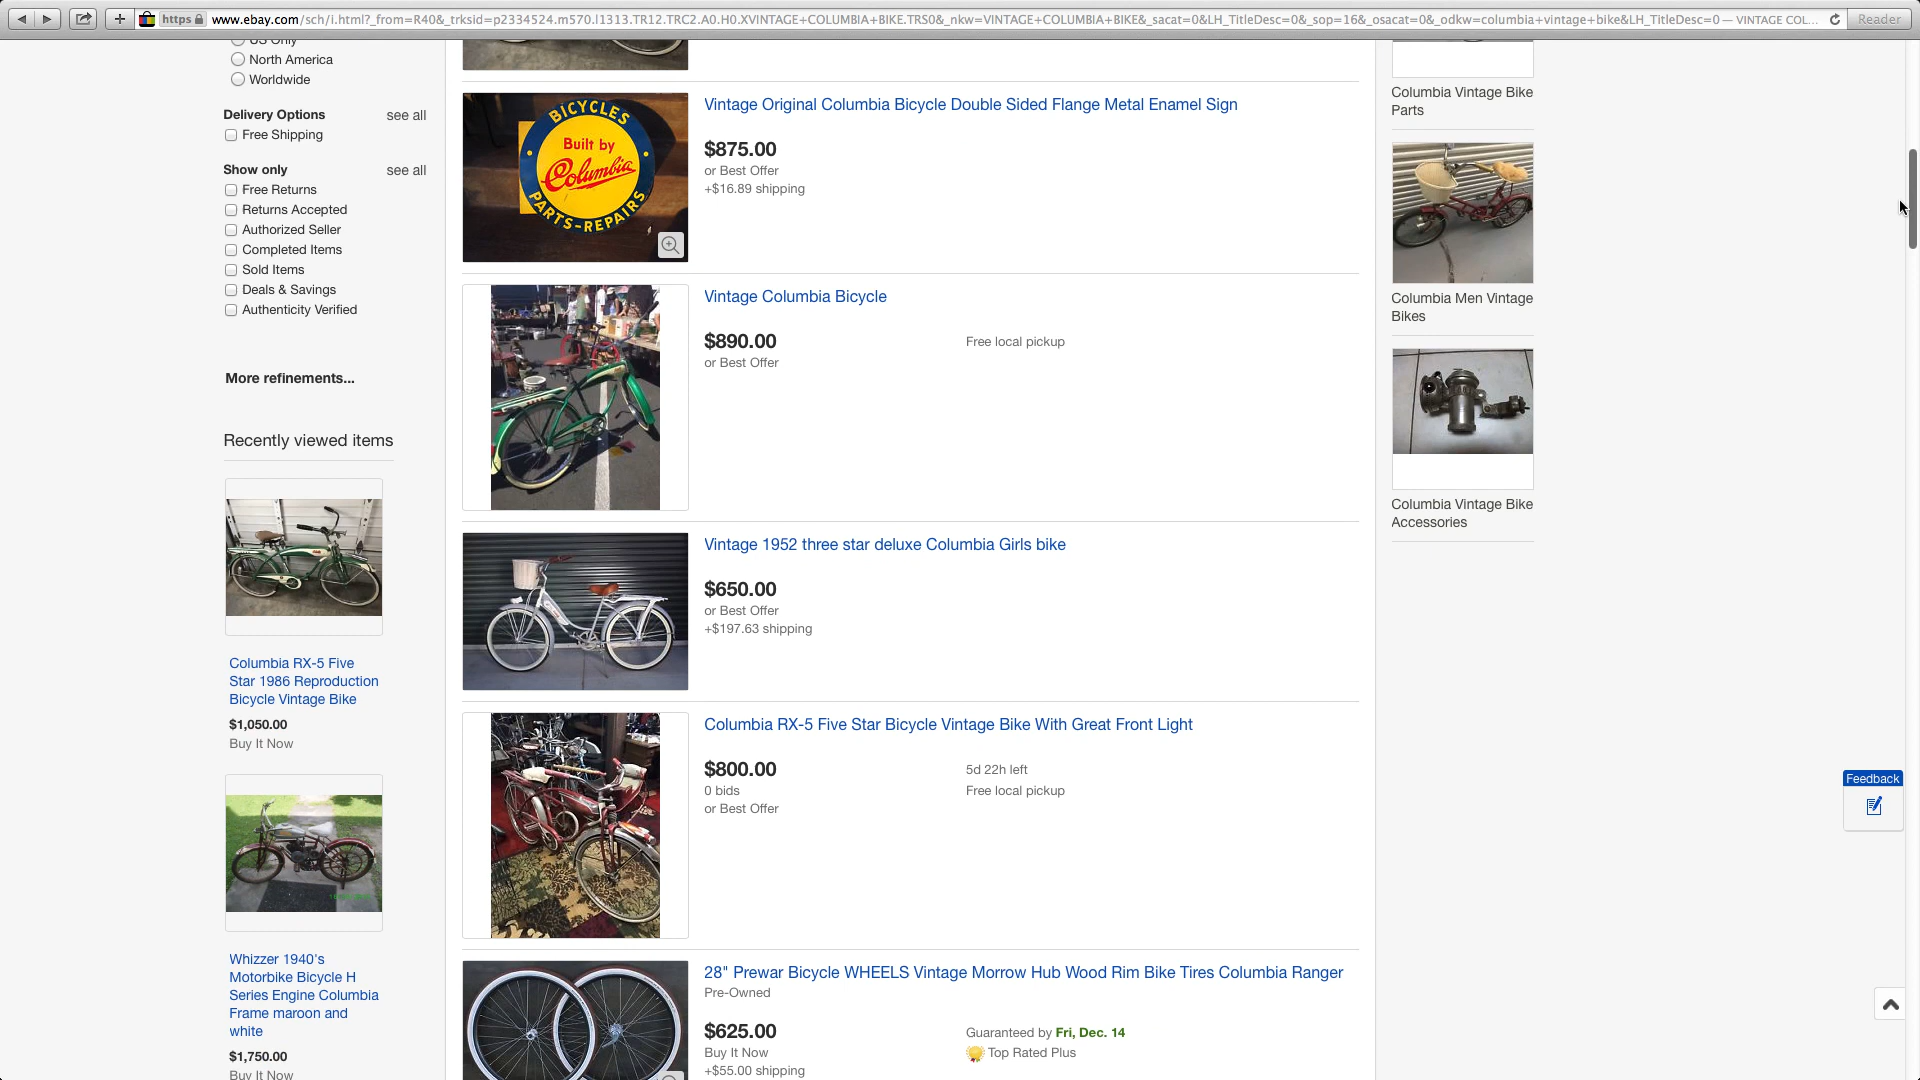 https www.ebay.com/sch/i.html?_from=R40&_trksid=p2334524.m570.l1313.TR12.TRC2.A0.H0.XVINTAGE+COLUMBIA+BIKE.TRS0&_nkw=VINTAGE+COLUMBIA+BIKE&_sacat=0&LH_TitleDesc=0&_sop=16&_osacat=0&_odkw=columbia+vintage+bike&LH_TitleDesc=0 — VINTAGE COL... Reader
US Only
North America
Worldwide
Delivery Options see all
Free Shipping
Show only see all
Free Returns
Returns Accepted
Authorized Seller
Completed Items
Sold Items
Deals & Savings
Authenticity Verified
More refinements...
Recently viewed items
Columbia RX-5 Five
Star 1986 Reproduction
Bicycle Vintage Bike
$1,050.00
Buy It Now
Whizzer 1940's
Motorbike Bicycle H
Series Engine Columbia
Frame maroon and
white
$1,750.00
Buy It Now
BICYCLES
Built by
Columbia
PARTS-REPAIRS
Vintage Original Columbia Bicycle Double Sided Flange Metal Enamel Sign
$875.00
or Best Offer
+$16.89 shipping
Vintage Columbia Bicycle
$890.00 Free local pickup
or Best Offer
Vintage 1952 three star deluxe Columbia Girls bike
$650.00
or Best Offer
+$197.63 shipping
Columbia RX-5 Five Star Bicycle Vintage Bike With Great Front Light
$800.00 5d 22h left
0 bids Free local pickup
or Best Offer
28" Prewar Bicycle WHEELS Vintage Morrow Hub Wood Rim Bike Tires Columbia Ranger
Pre-Owned
$625.00 Guaranteed by Fri, Dec. 14
Buy It Now Top Rated Plus
+$55.00 shipping
Columbia Vintage Bike
Parts
Columbia Men Vintage
Bikes
Columbia Vintage Bike
Accessories
Feedback